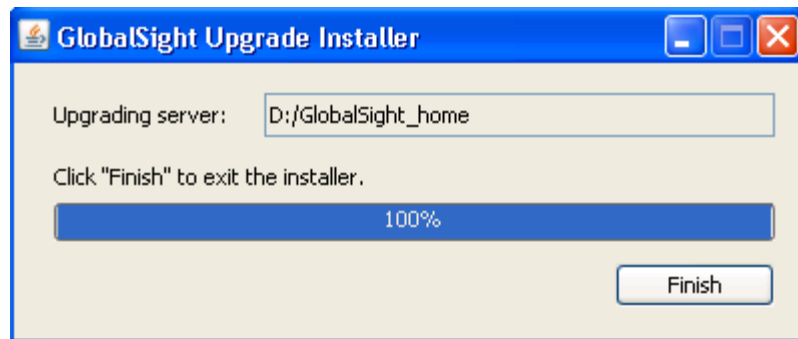 GlobalSight Upgrade Installer
Upgrading server: D:/GlobalSight_home
Click "Finish" to exit the installer.
100%
Finish